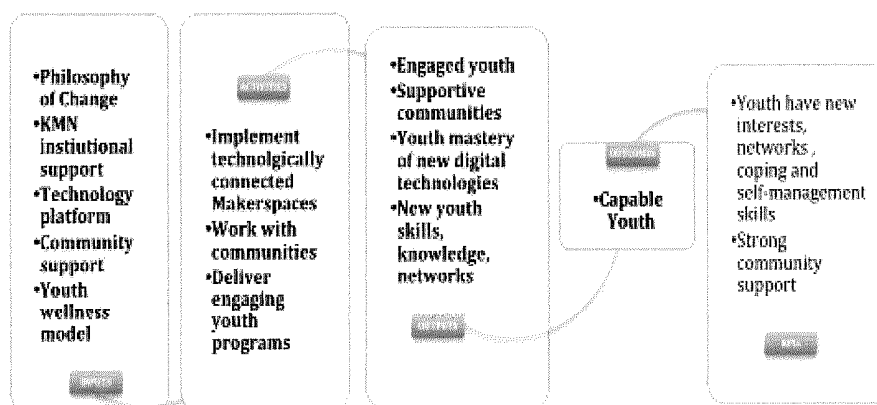 •Philosophy
of Change
•KMN
instiutional
support
•Technology
platform
•Community
support
•Youth
wellness
model
•Implement
technolgically
connected
Makerspaces
•Work with
communities
•Deliver
engaging
youth
programs
•Engaged youth
•Supportive
communities
•Youth mastery
of new digital
technologies
•New youth
skills,
knowledge,
networks
•Capable
Youth
•Youth have new
interests,
networks ,
coping and
self-management
skills
•Strong
community
support